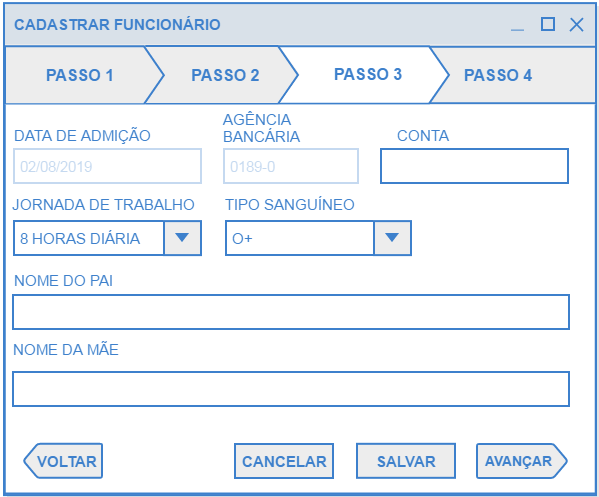 CADASTRAR FUNCIONÁRIO
PASSO 1
PASSO 2
PASSO 3
PASSO 4
DATA DE ADMIÇÃO
AGÊNCIA
BANCÁRIA
CONTA
02/08/2019
0189-0
JORNADA DE TRABALHO
TIPO SANGUÍNEO
8 HORAS DIÁRIA
O+
NOME DO PAI
NOME DA MÃE
VOLTAR
CANCELAR
SALVAR
AVANÇAR